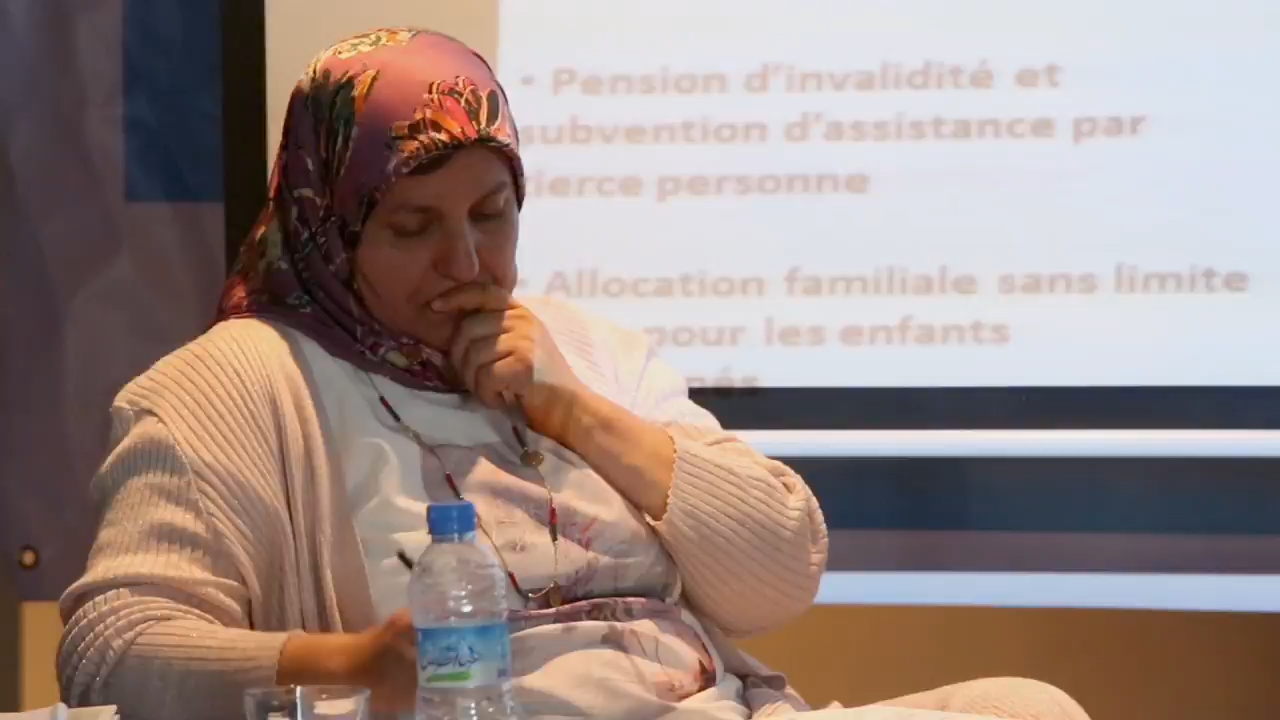 • Pension d'invalidité et
subvention d'assistance par
tierce personne
• Allocation familiale sans limite
pour les enfants